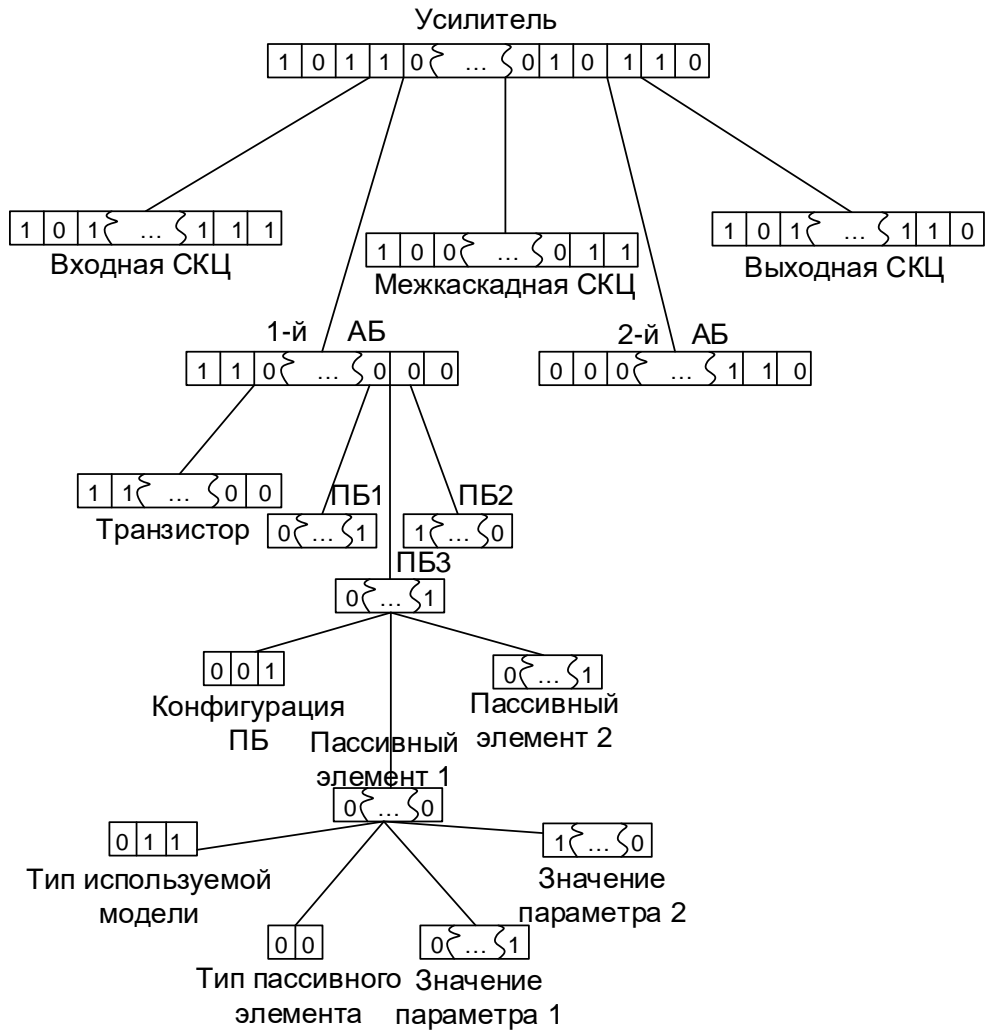 Усилитель
1 0 1 1 0 ... 0 1 0 1 1 0
1 0 1 ... 1 1 1
Входная СКЦ
1 0 0 ... 0 1 1
Межкаскадная СКЦ
1 0 1 ... 1 1 0
Выходная СКЦ
1-й АБ
1 1 0 ... 0 0 0
2-й АБ
0 0 0 ... 1 1 0
1 1 ... 0 0
Транзистор
ПБ1
0 ... 1
ПБ2
1 ... 0
ПБ3
0 ... 1
0 0 1
Конфигурация
ПБ
0 ... 1
Пассивный
элемент 2
Пассивный
элемент 1
0 ... 0
0 1 1
Тип используемой
модели
1 ... 0
Значение
параметра 2
0 0
Тип пассивного
элемента
0 ... 1
Значение
параметра 1